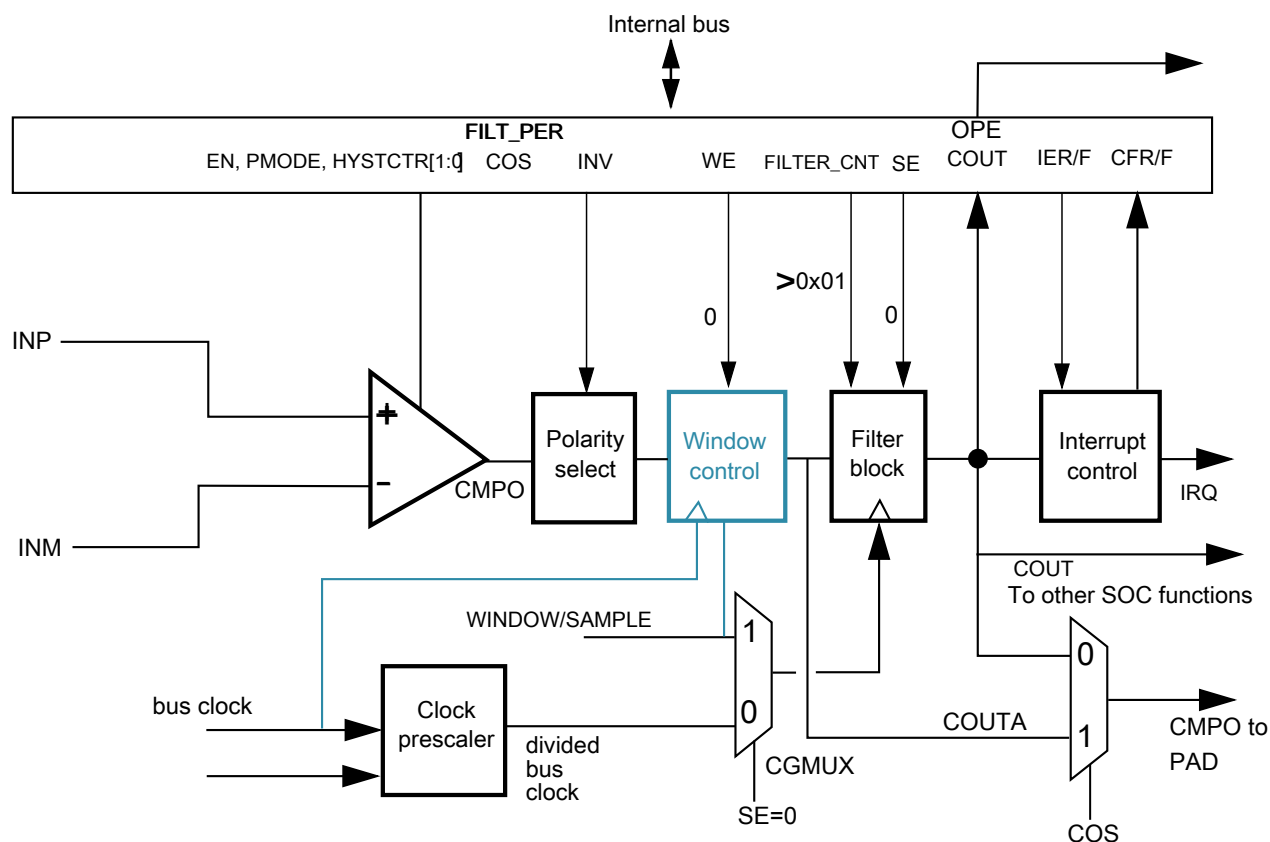 Internal bus
FILT_PER
OPE
EN, PMODE, HYSTCTR[1:0] COS INV WE FILTER_CNT SE COUT IER/F CFR/F
>0x01
0 0
INP
+
Polarity
select
Window
control
Filter
block
Interrupt
control
-
CMPO
IRQ
INM
COUT
To other SOC functions
WINDOW/SAMPLE
1
0
bus clock
Clock
prescaler
0
COUTA
1
CMPO to
PAD
divided
bus
clock
CGMUX
SE=0
COS